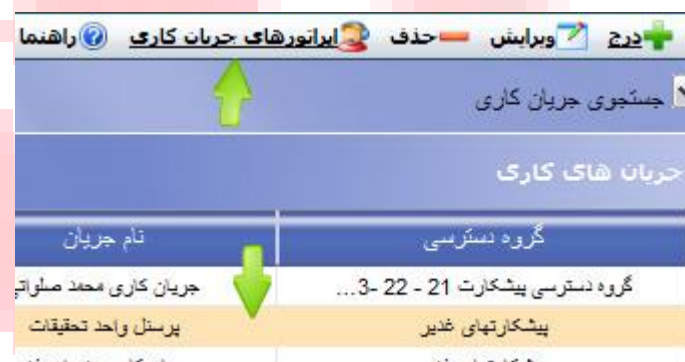 درج ویرایش حذف اپراتورهای جریان کاری راهنما
جستجوی جریان کاری
جریان های کاری
گروه دسترسی نام جریان
گروه دسترسی پیشکارت 21 - 22 -3... جریان کاری محمد صلواتی
پیشکارتهای غدیر پرسنل واحد تحقیقات